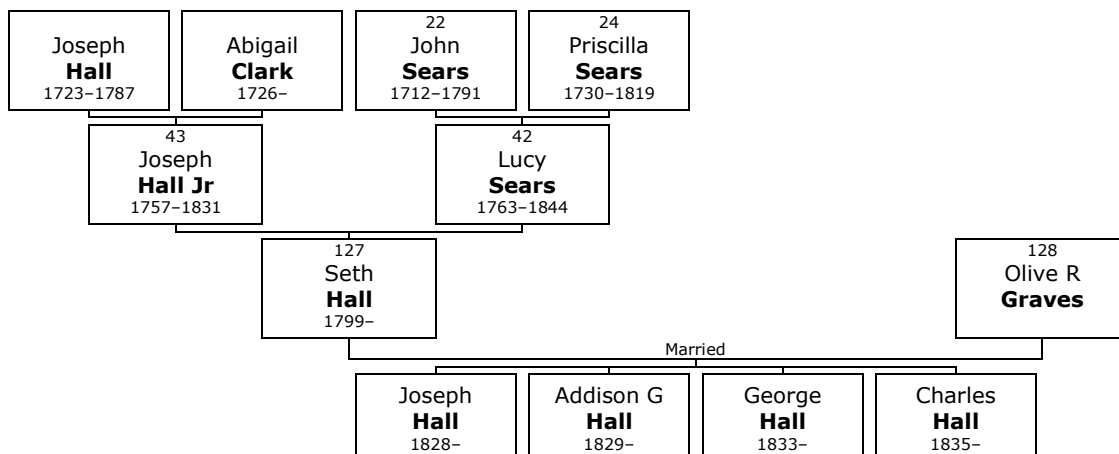 Joseph
Hall
1723–1787
Abigail
Clark
1726–
22
John
Sears
1712–1791
24
Priscilla
Sears
1730–1819
43
Joseph
Hall Jr
1757–1831
42
Lucy
Sears
1763–1844
127
Seth
Hall
1799–
128
Olive R
Graves
Married
Joseph
Hall
1828–
Addison G
Hall
1829–
George
Hall
1833–
Charles
Hall
1835–